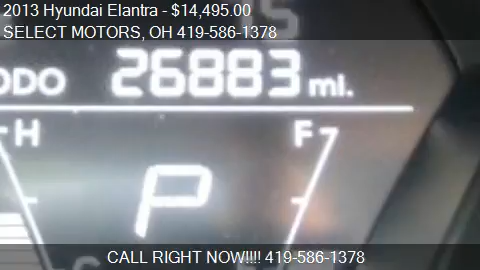 2013 Hyundai Elantra - $14,495.00
SELECT MOTORS, OH 419-586-1378
ODO 26883 mi.
H F
P
CALL RIGHT NOW!!!! 419-586-1378